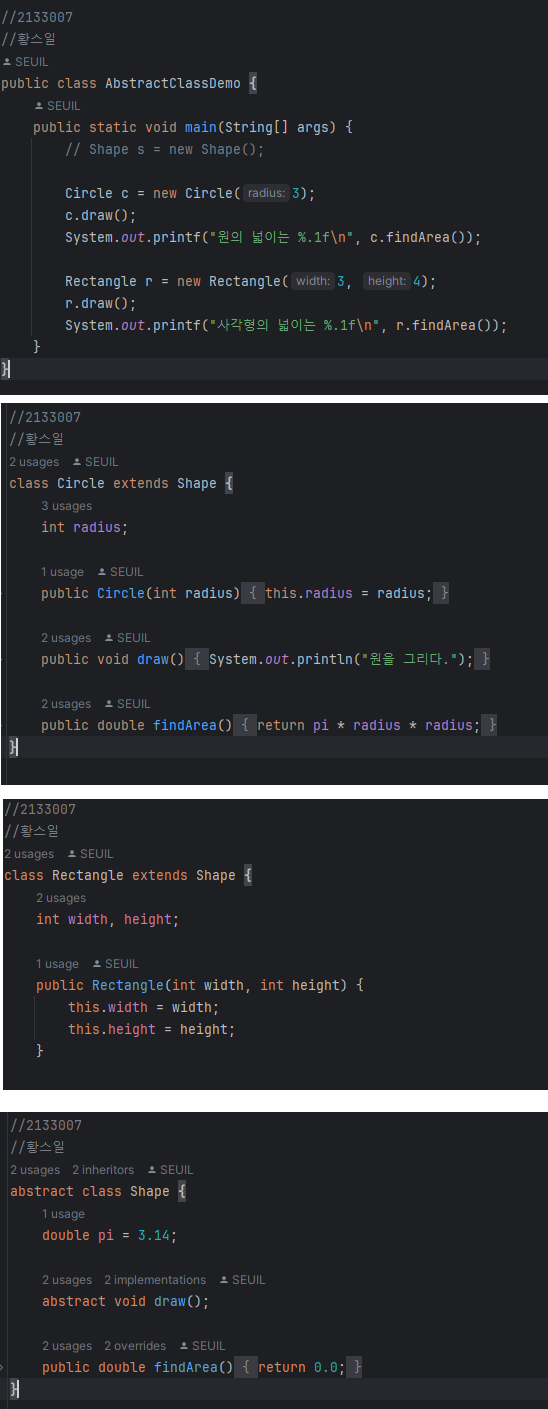 //2133007
//황스일
SEUIL
public class AbstractClassDemo {
SEUIL
public static void main(String[] args) {
// Shape s = new Shape();
Circle c = new Circle( radius: 3);
c.draw();
System.out.printf("원의 넓이는 %.1f\n", c.findArea());
Rectangle r = new Rectangle( width: 3, height: 4);
r.draw();
System.out.printf("사각형의 넓이는 %.1f\n", r.findArea());
}
}
//2133007
//황스일
2 usages SEUIL
class Circle extends Shape {
3 usages
int radius;
1 usage SEUIL
public Circle(int radius) { this.radius = radius; }
2 usages SEUIL
public void draw() { System.out.println("원을 그리다."); }
2 usages SEUIL
public double findArea() { return pi * radius * radius; }
}
//2133007
//황스일
2 usages SEUIL
class Rectangle extends Shape {
2 usages
int width, height;
1 usage SEUIL
public Rectangle(int width, int height) {
this.width = width;
this.height = height;
}
//2133007
//황스일
2 usages 2 inheritors SEUIL
abstract class Shape {
1 usage
double pi = 3.14;
2 usages 2 implementations SEUIL
abstract void draw();
2 usages 2 overrides SEUIL
public double findArea() { return 0.0; }
}